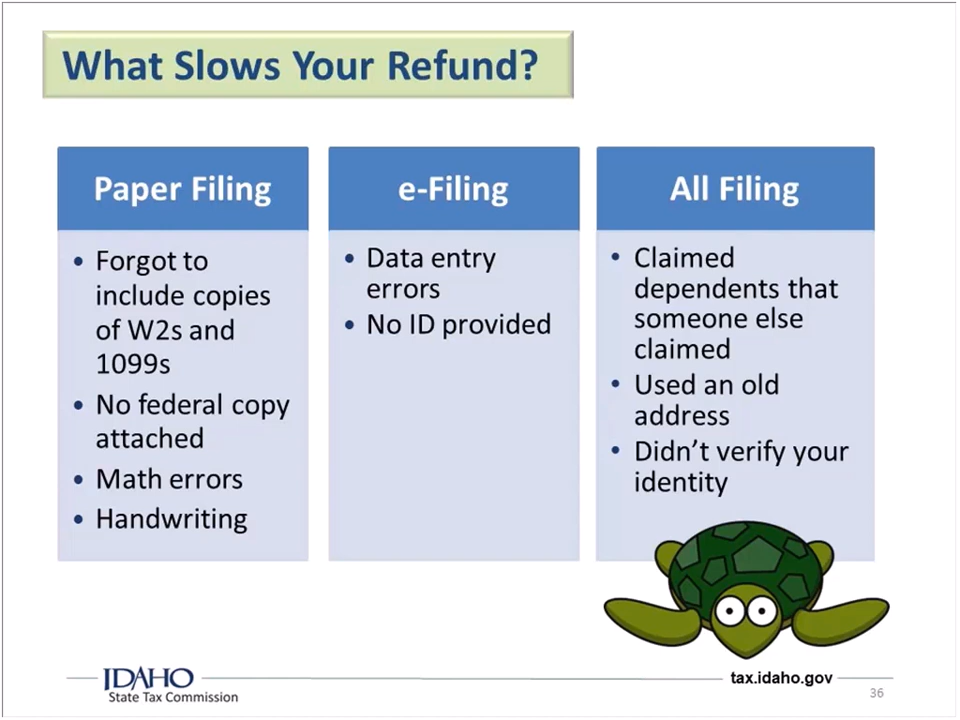 What Slows Your Refund?
Paper Filing
• Forgot to
include copies
of W2s and
1099s
• No federal copy
attached
• Math errors
• Handwriting
e-Filing
• Data entry
errors
• No ID provided
All Filing
• Claimed
dependents that
someone else
claimed
• Used an old
address
• Didn't verify your
identity
IDAHO
State Tax Commission
tax.idaho.gov
36